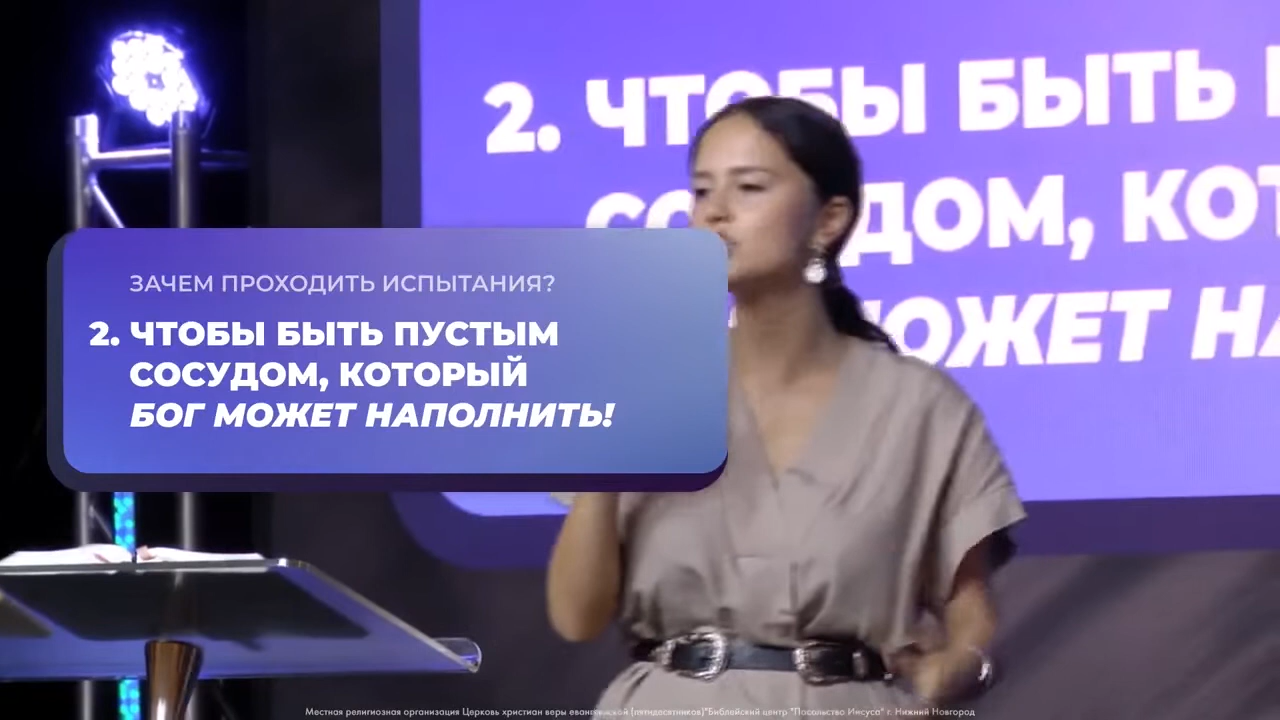 2. ЧТОБЫ БЫТЬ
СОСУДОМ, КОТ
МОЖЕТ НА
ЗАЧЕМ ПРОХОДИТЬ ИСПЫТАНИЯ?
2. ЧТОБЫ БЫТЬ ПУСТЫМ
СОСУДОМ, КОТОРЫЙ
БОГ МОЖЕТ НАПОЛНИТЬ!
Местная религиозная организация Церковь христиан веры евангельской (пятидесятников)"Библейский центр "Посольство Иисуса" г. Нижний Новгород